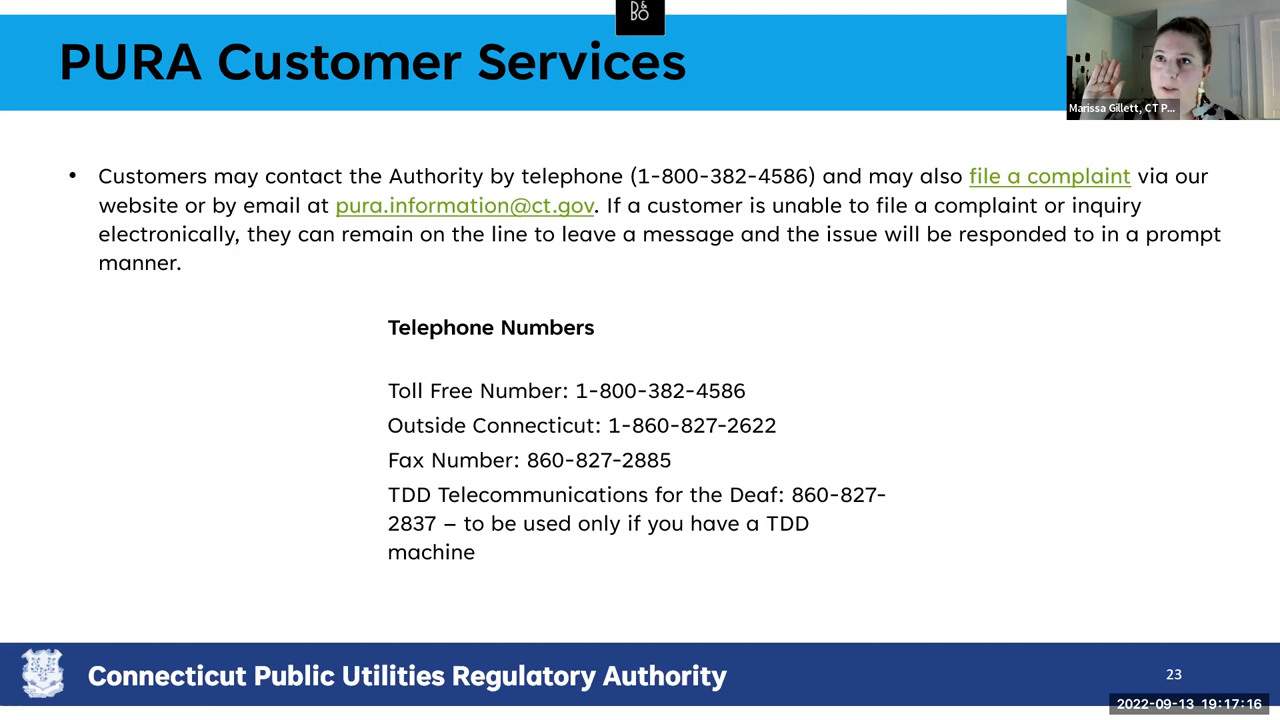 D&
BO
PURA Customer Services
Marissa Gillett, CT P...
• Customers may contact the Authority by telephone (1-800-382-4586) and may also file a complaint via our
website or by email at pura.information@ct.gov. If a customer is unable to file a complaint or inquiry
electronically, they can remain on the line to leave a message and the issue will be responded to in a prompt
manner.
Telephone Numbers
Toll Free Number: 1-800-382-4586
Outside Connecticut: 1-860-827-2622
Fax Number: 860-827-2885
TDD Telecommunications for the Deaf: 860-827-
2837 – to be used only if you have a TDD
machine
Connecticut Public Utilities Regulatory Authority
23
2022-09-13 19:17:16